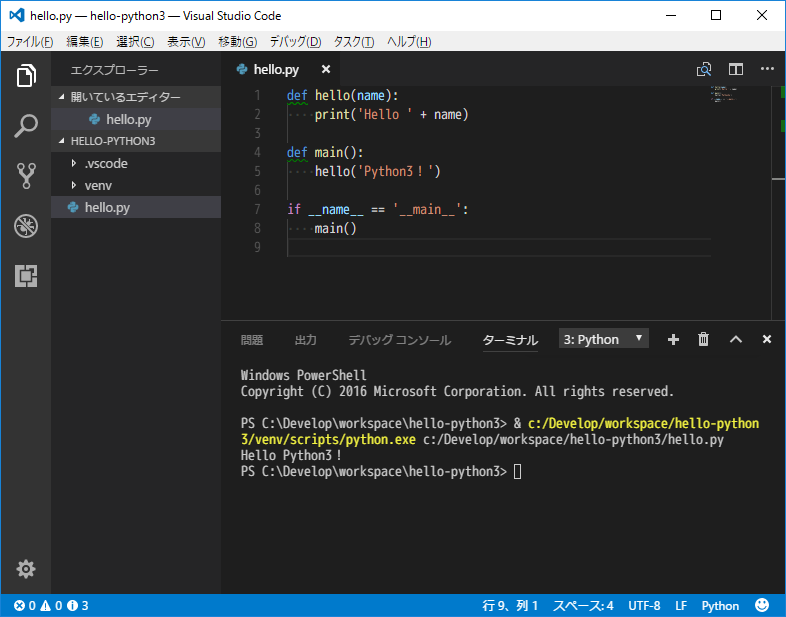 hello.py — hello-python3 — Visual Studio Code
ファイル(F) 編集(E) 選択(C) 表示(V) 移動(G) デバッグ(D) タスク(T) ヘルプ(H)
エクスプローラー
開いているエディター
hello.py
HELLO-PYTHON3
.vscode
venv
hello.py
hello.py ×
1 def hello(name):
2 ····print('Hello ' + name)
3
4 def main():
5 ····hello('Python3！')
6
7 if __name__ == '__main__':
8 ····main()
9
問題 出力 デバッグ コンソール ターミナル 3: Python
Windows PowerShell
Copyright (C) 2016 Microsoft Corporation. All rights reserved.
PS C:\Develop\workspace\hello-python3> & c:/Develop/workspace/hello-python
3/venv/scripts/python.exe c:/Develop/workspace/hello-python3/hello.py
Hello Python3！
PS C:\Develop\workspace\hello-python3>
0 0 3 行 9、列 1 スペース: 4 UTF-8 LF Python